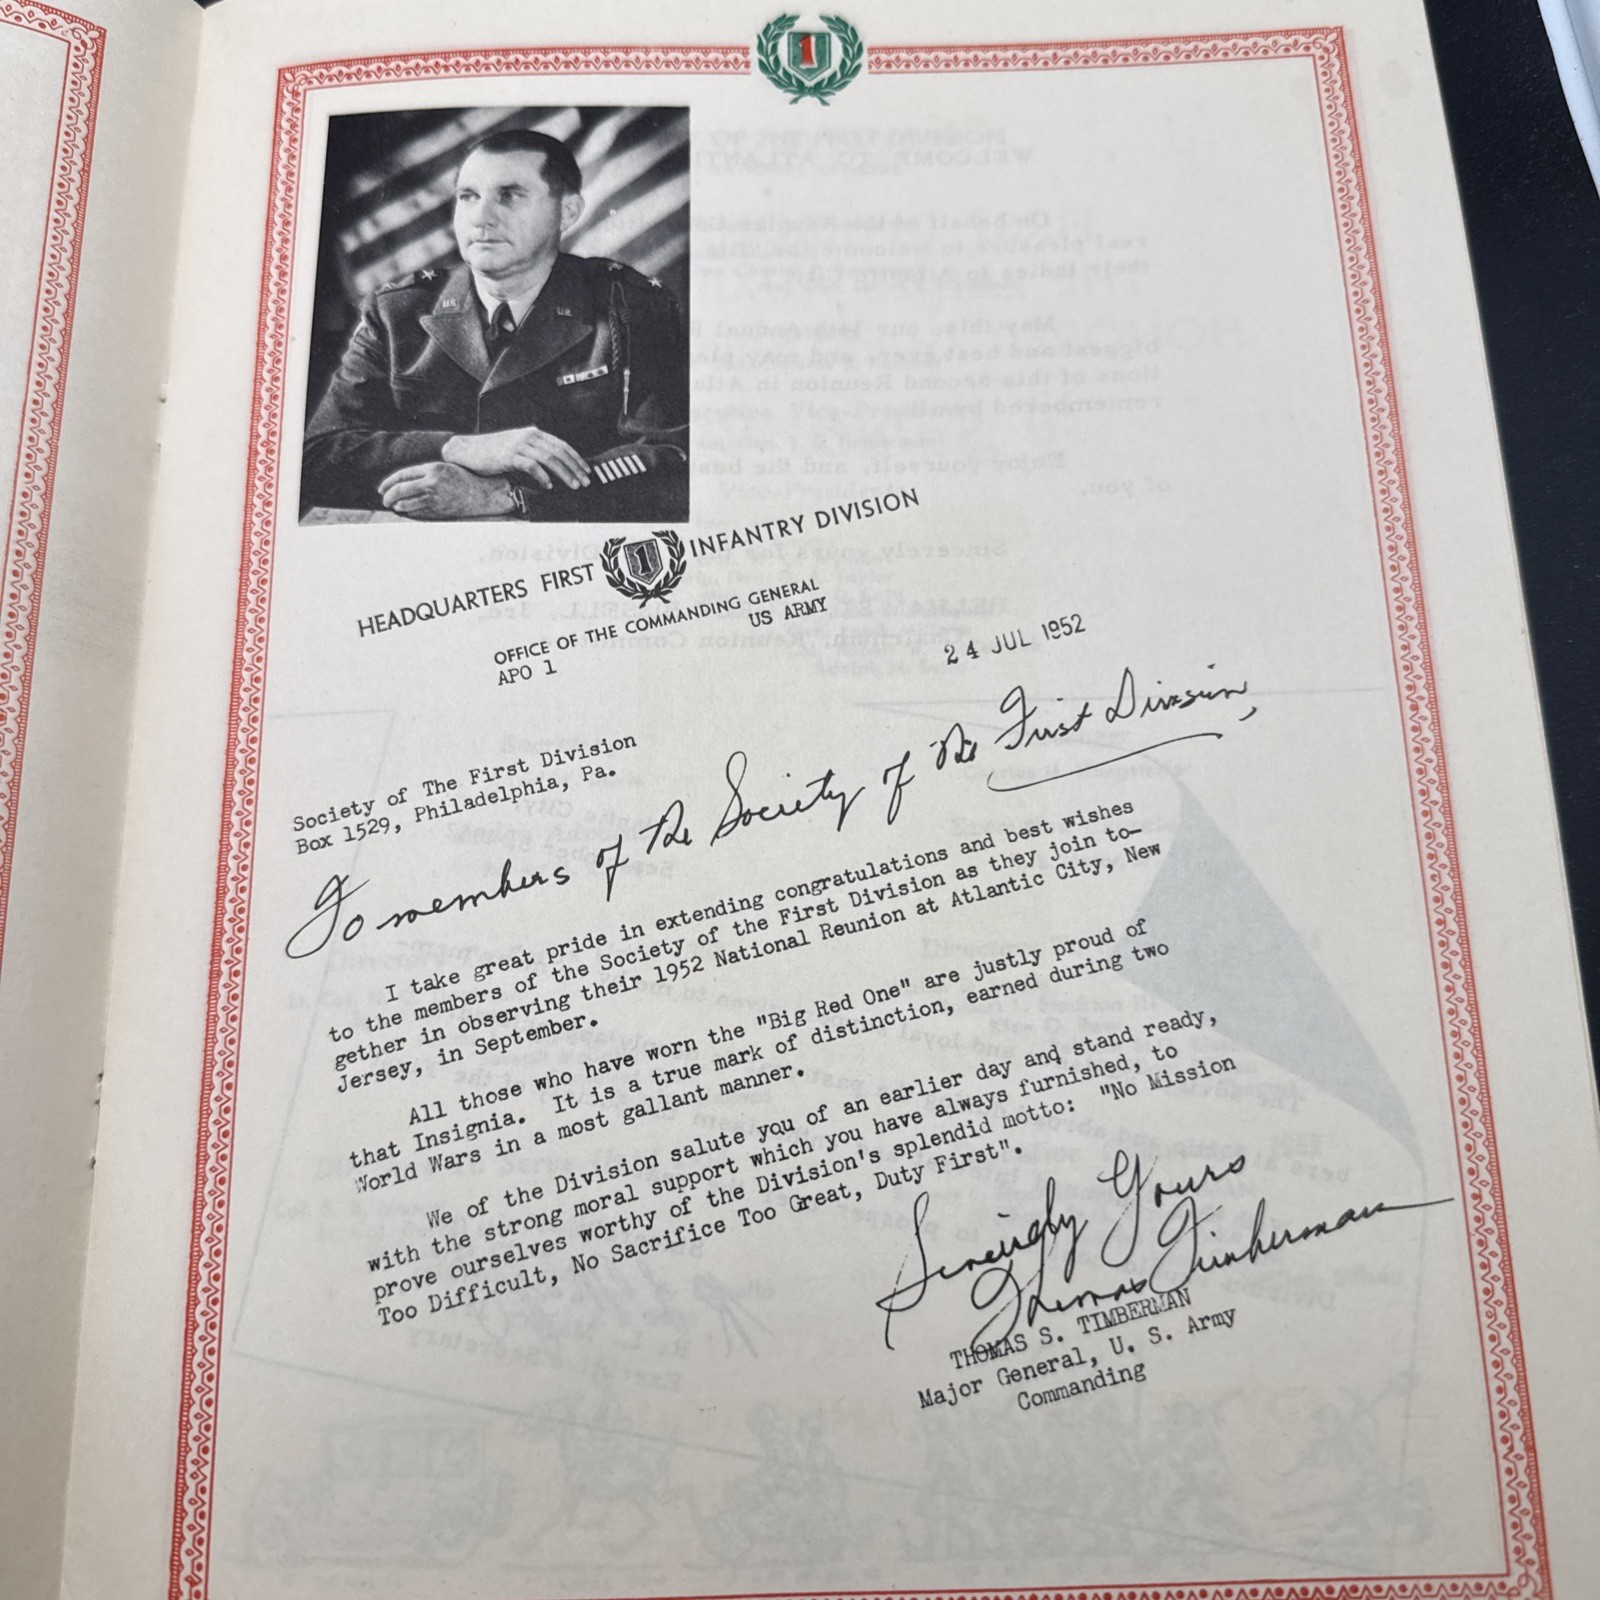 1
HEADQUARTERS FIRST 1 INFANTRY DIVISION
OFFICE OF THE COMMANDING GENERAL
APO 1 US ARMY
24 JUL 1952
Society of The First Division
Box 1529, Philadelphia, Pa.
To members of the Society of the First Division,
I take great pride in extending congratulations and best wishes
to the members of the Society of the First Division as they join to-
gether in observing their 1952 National Reunion at Atlantic City, New
Jersey, in September.
All those who have worn the "Big Red One" are justly proud of
that Insignia. It is a true mark of distinction, earned during two
World Wars in a most gallant manner.
We of the Division salute you of an earlier day and stand ready,
with the strong moral support which you have always furnished, to
prove ourselves worthy of the Division's splendid motto: "No Mission
Too Difficult, No Sacrifice Too Great, Duty First".
Sincerely Yours
Thomas Timberman
THOMAS S. TIMBERMAN
Major General, U. S. Army
Commanding